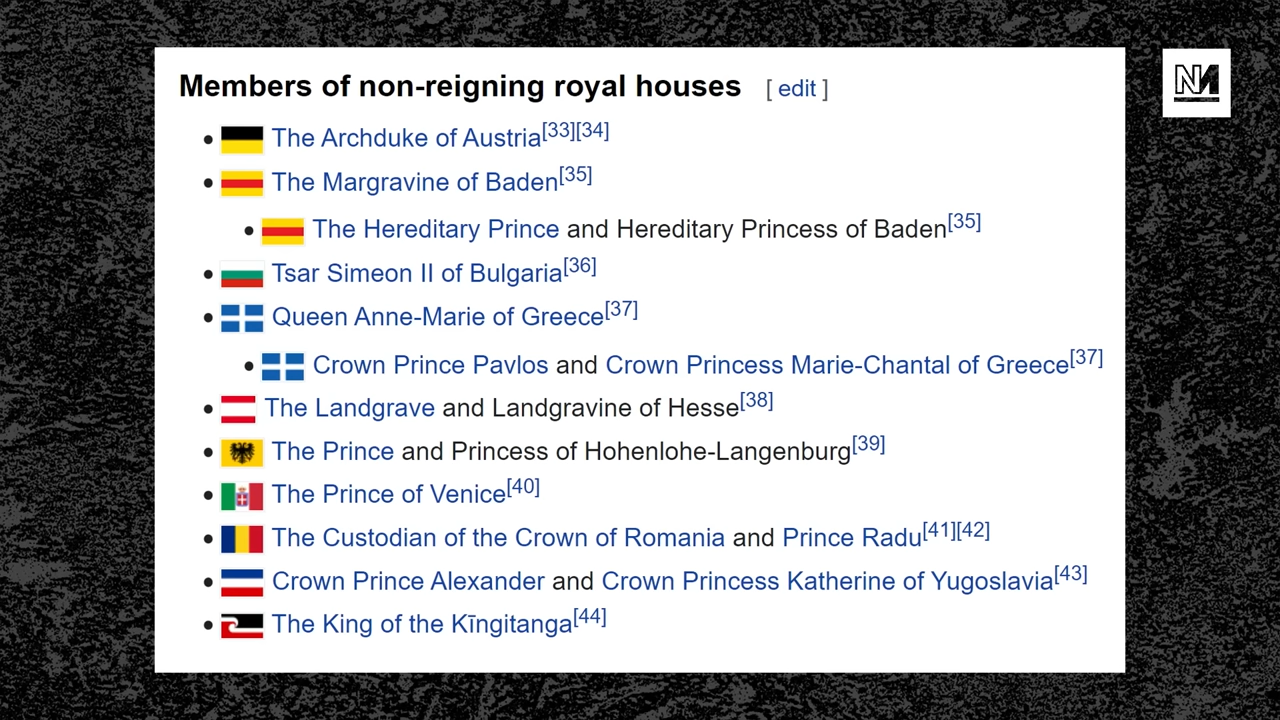 Members of non-reigning royal houses [ edit ]
NM
The Archduke of Austria[33][34]
The Margravine of Baden[35]
The Hereditary Prince and Hereditary Princess of Baden[35]
Tsar Simeon II of Bulgaria[36]
Queen Anne-Marie of Greece[37]
Crown Prince Pavlos and Crown Princess Marie-Chantal of Greece[37]
The Landgrave and Landgravine of Hesse[38]
The Prince and Princess of Hohenlohe-Langenburg[39]
The Prince of Venice[40]
The Custodian of the Crown of Romania and Prince Radu[41][42]
Crown Prince Alexander and Crown Princess Katherine of Yugoslavia[43]
The King of the Kīngitanga[44]